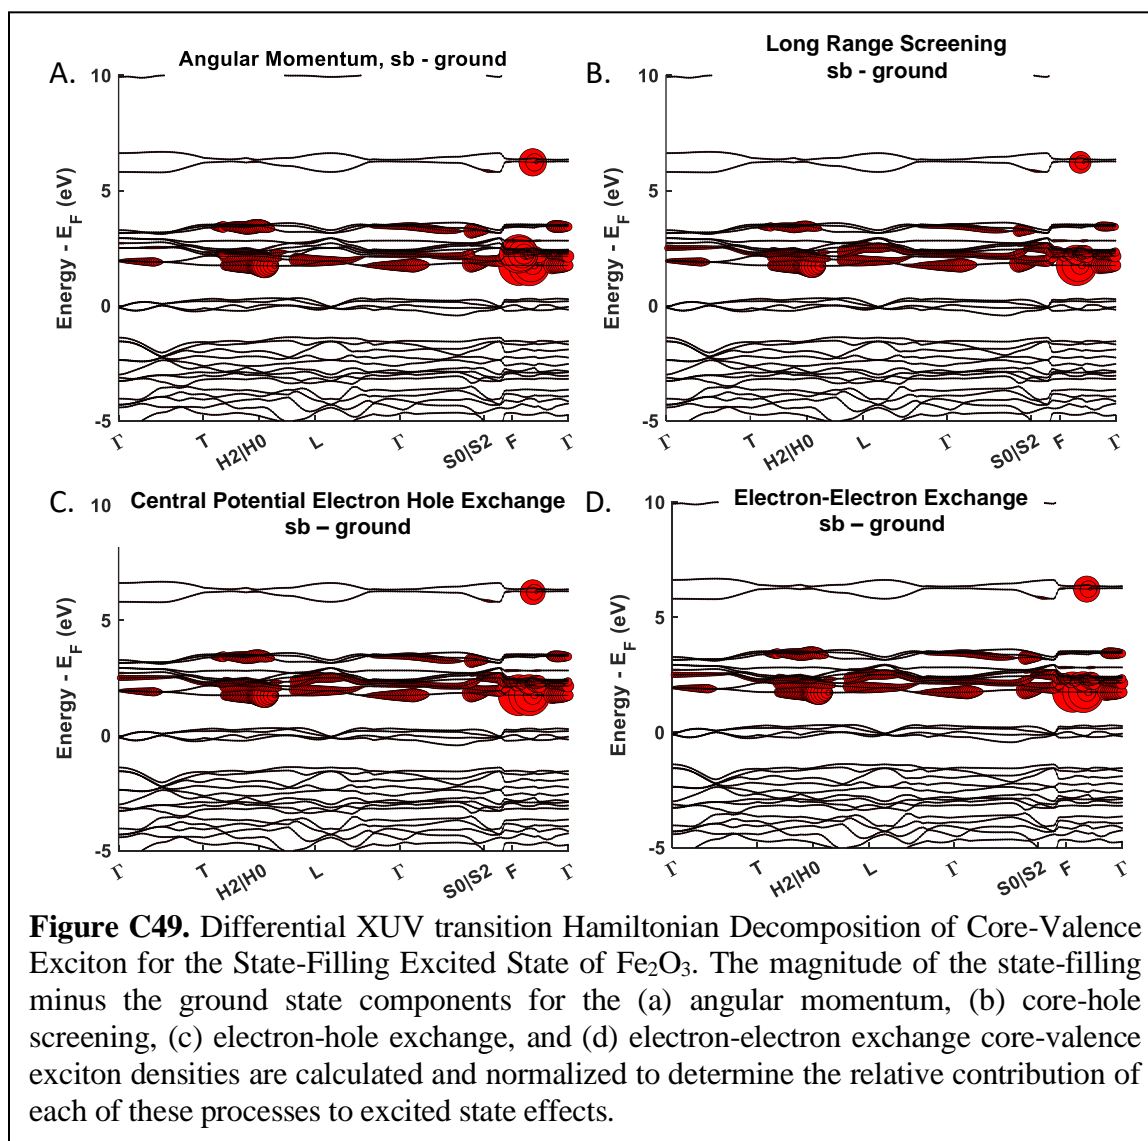 A.
Angular Momentum, sb - ground
10
5
0
-5
Energy - E_F (eV)
Γ T H2|H0 L Γ S0|S2 F Γ
B.
Long Range Screening
sb - ground
10
5
0
-5
Energy - E_F (eV)
Γ T H2|H0 L Γ S0|S2 F Γ
C.
Central Potential Electron Hole Exchange
sb – ground
10
5
0
-5
Energy - E_F (eV)
Γ T H2|H0 L Γ S0|S2 F Γ
D.
Electron-Electron Exchange
sb – ground
10
5
0
-5
Energy - E_F (eV)
Γ T H2|H0 L Γ S0|S2 F Γ
Figure C49. Differential XUV transition Hamiltonian Decomposition of Core-Valence
Exciton for the State-Filling Excited State of Fe₂O₃. The magnitude of the state-filling
minus the ground state components for the (a) angular momentum, (b) core-hole
screening, (c) electron-hole exchange, and (d) electron-electron exchange core-valence
exciton densities are calculated and normalized to determine the relative contribution of
each of these processes to excited state effects.